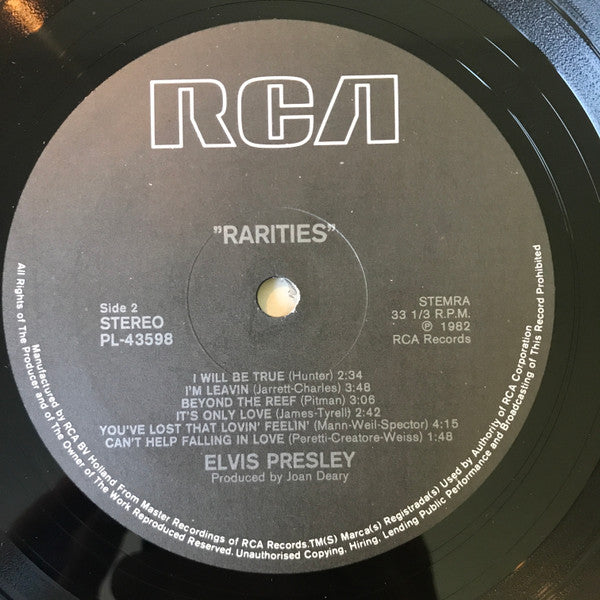 RCA
”RARITIES”
Side 2
STEREO
PL-43598
STEMRA
33 1/3 R.P.M.
℗ 1982
RCA Records
I WILL BE TRUE (Hunter) 2:34
I'M LEAVIN (Jarrett-Charles) 3:48
BEYOND THE REEF (Pitman) 3:06
IT'S ONLY LOVE (James-Tyrell) 2:42
YOU'VE LOST THAT LOVIN' FEELIN' (Mann-Weil-Spector) 4:15
CAN'T HELP FALLING IN LOVE (Peretti-Creatore-Weiss) 1:48
ELVIS PRESLEY
Produced by Joan Deary
Manufactured by RCA BV Holland From Master Recordings of RCA Records.TM(S) Marca(s) Registrada(s) Used by Authority of RCA Corporation
All Rights of The Producer and of The Owner of The Work Reproduced Reserved. Unauthorised Copying, Hiring, Lending Public Performance and Broadcasting of This Record Prohibited